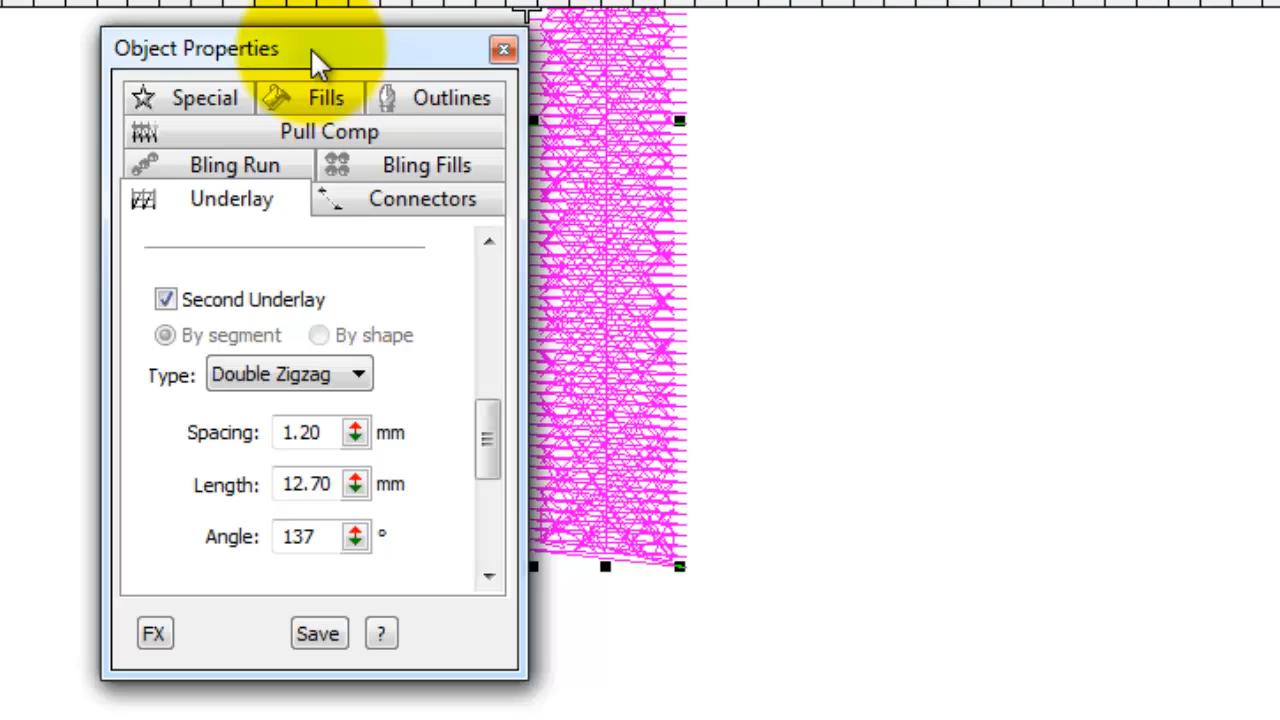 Object Properties
Special Fills Outlines
Pull Comp
Bling Run Bling Fills
Underlay Connectors
Second Underlay
By segment By shape
Type: Double Zigzag
Spacing: 1.20 mm
Length: 12.70 mm
Angle: 137 °
FX Save ?